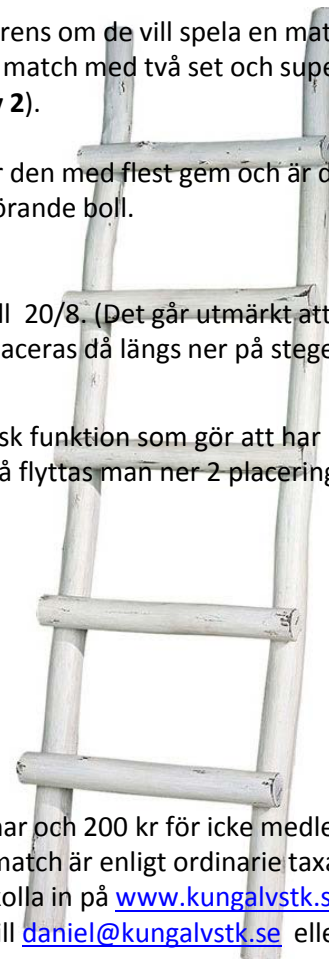 rens om de vill spela en mat
match med två set och supe
2).
r den med flest gem och är d
örande boll.
ll 20/8. (Det går utmärkt att
laceras då längs ner på stege
sk funktion som gör att har
å flyttas man ner 2 placering
nar och 200 kr för icke medle
match är enligt ordinarie taxa
olla in på www.kungalvstk.s
ill daniel@kungalvstk.se elle